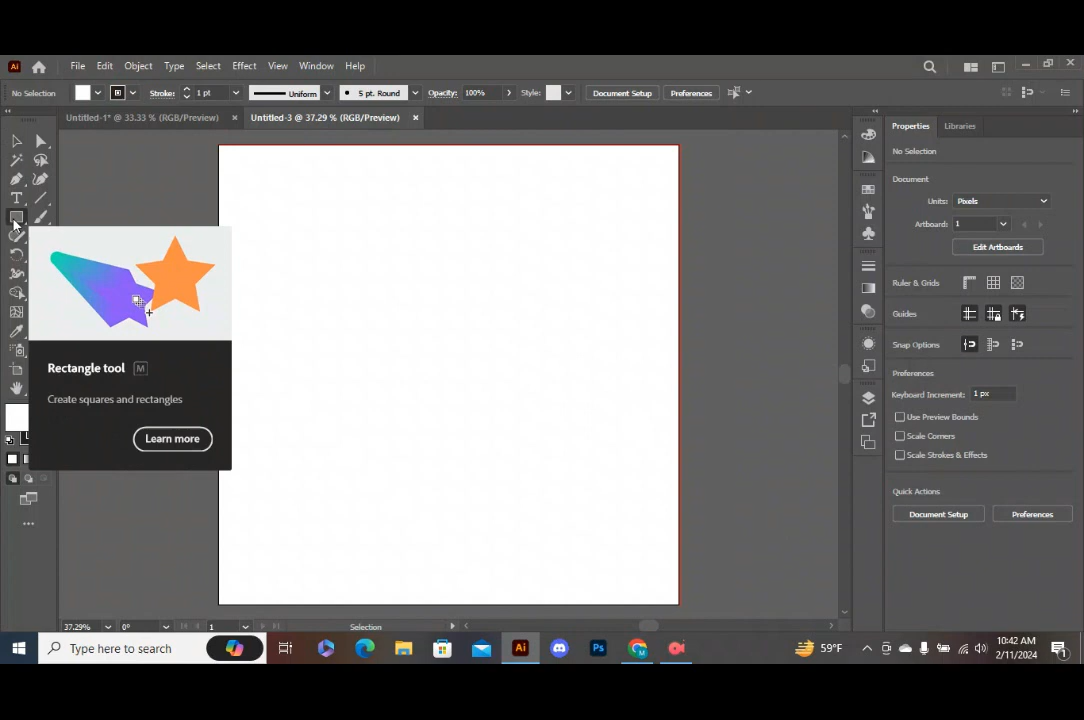 Ai File Edit Object Type Select Effect View Window Help
No Selection Stroke: 1 pt Uniform 5 pt. Round Opacity: 100% Style: Document Setup Preferences
Untitled-1* @ 33.33 % (RGB/Preview) × Untitled-3 @ 37.29 % (RGB/Preview) ×
Properties Libraries
No Selection
Document
Units: Pixels
Artboard: 1
Edit Artboards
Ruler & Grids
Guides
Snap Options
Preferences
Keyboard Increment: 1 px
Use Preview Bounds
Scale Corners
Scale Strokes & Effects
Quick Actions
Document Setup Preferences
Rectangle tool M
Create squares and rectangles
Learn more
37.29% 0° 1 Selection
Type here to search Ai Ps 59°F 10:42 AM
2/11/2024
1